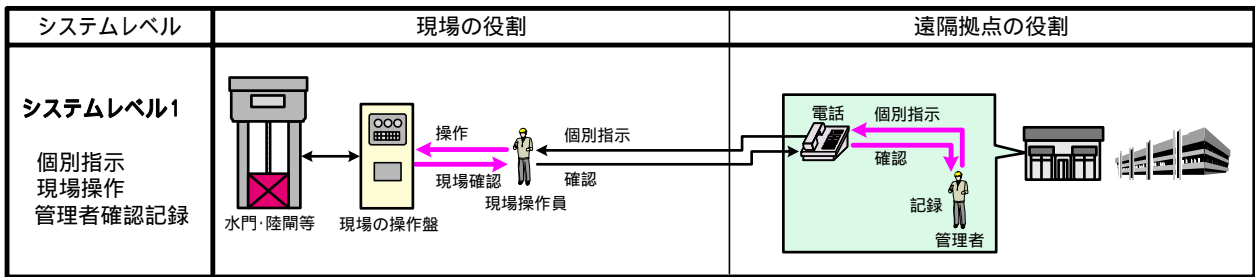 システムレベル
現場の役割
遠隔拠点の役割
システムレベル1
個別指示
現場操作
管理者確認記録
水門・陸閘等
現場の操作盤
操作
現場確認
現場操作員
個別指示
確認
電話
個別指示
確認
記録
管理者